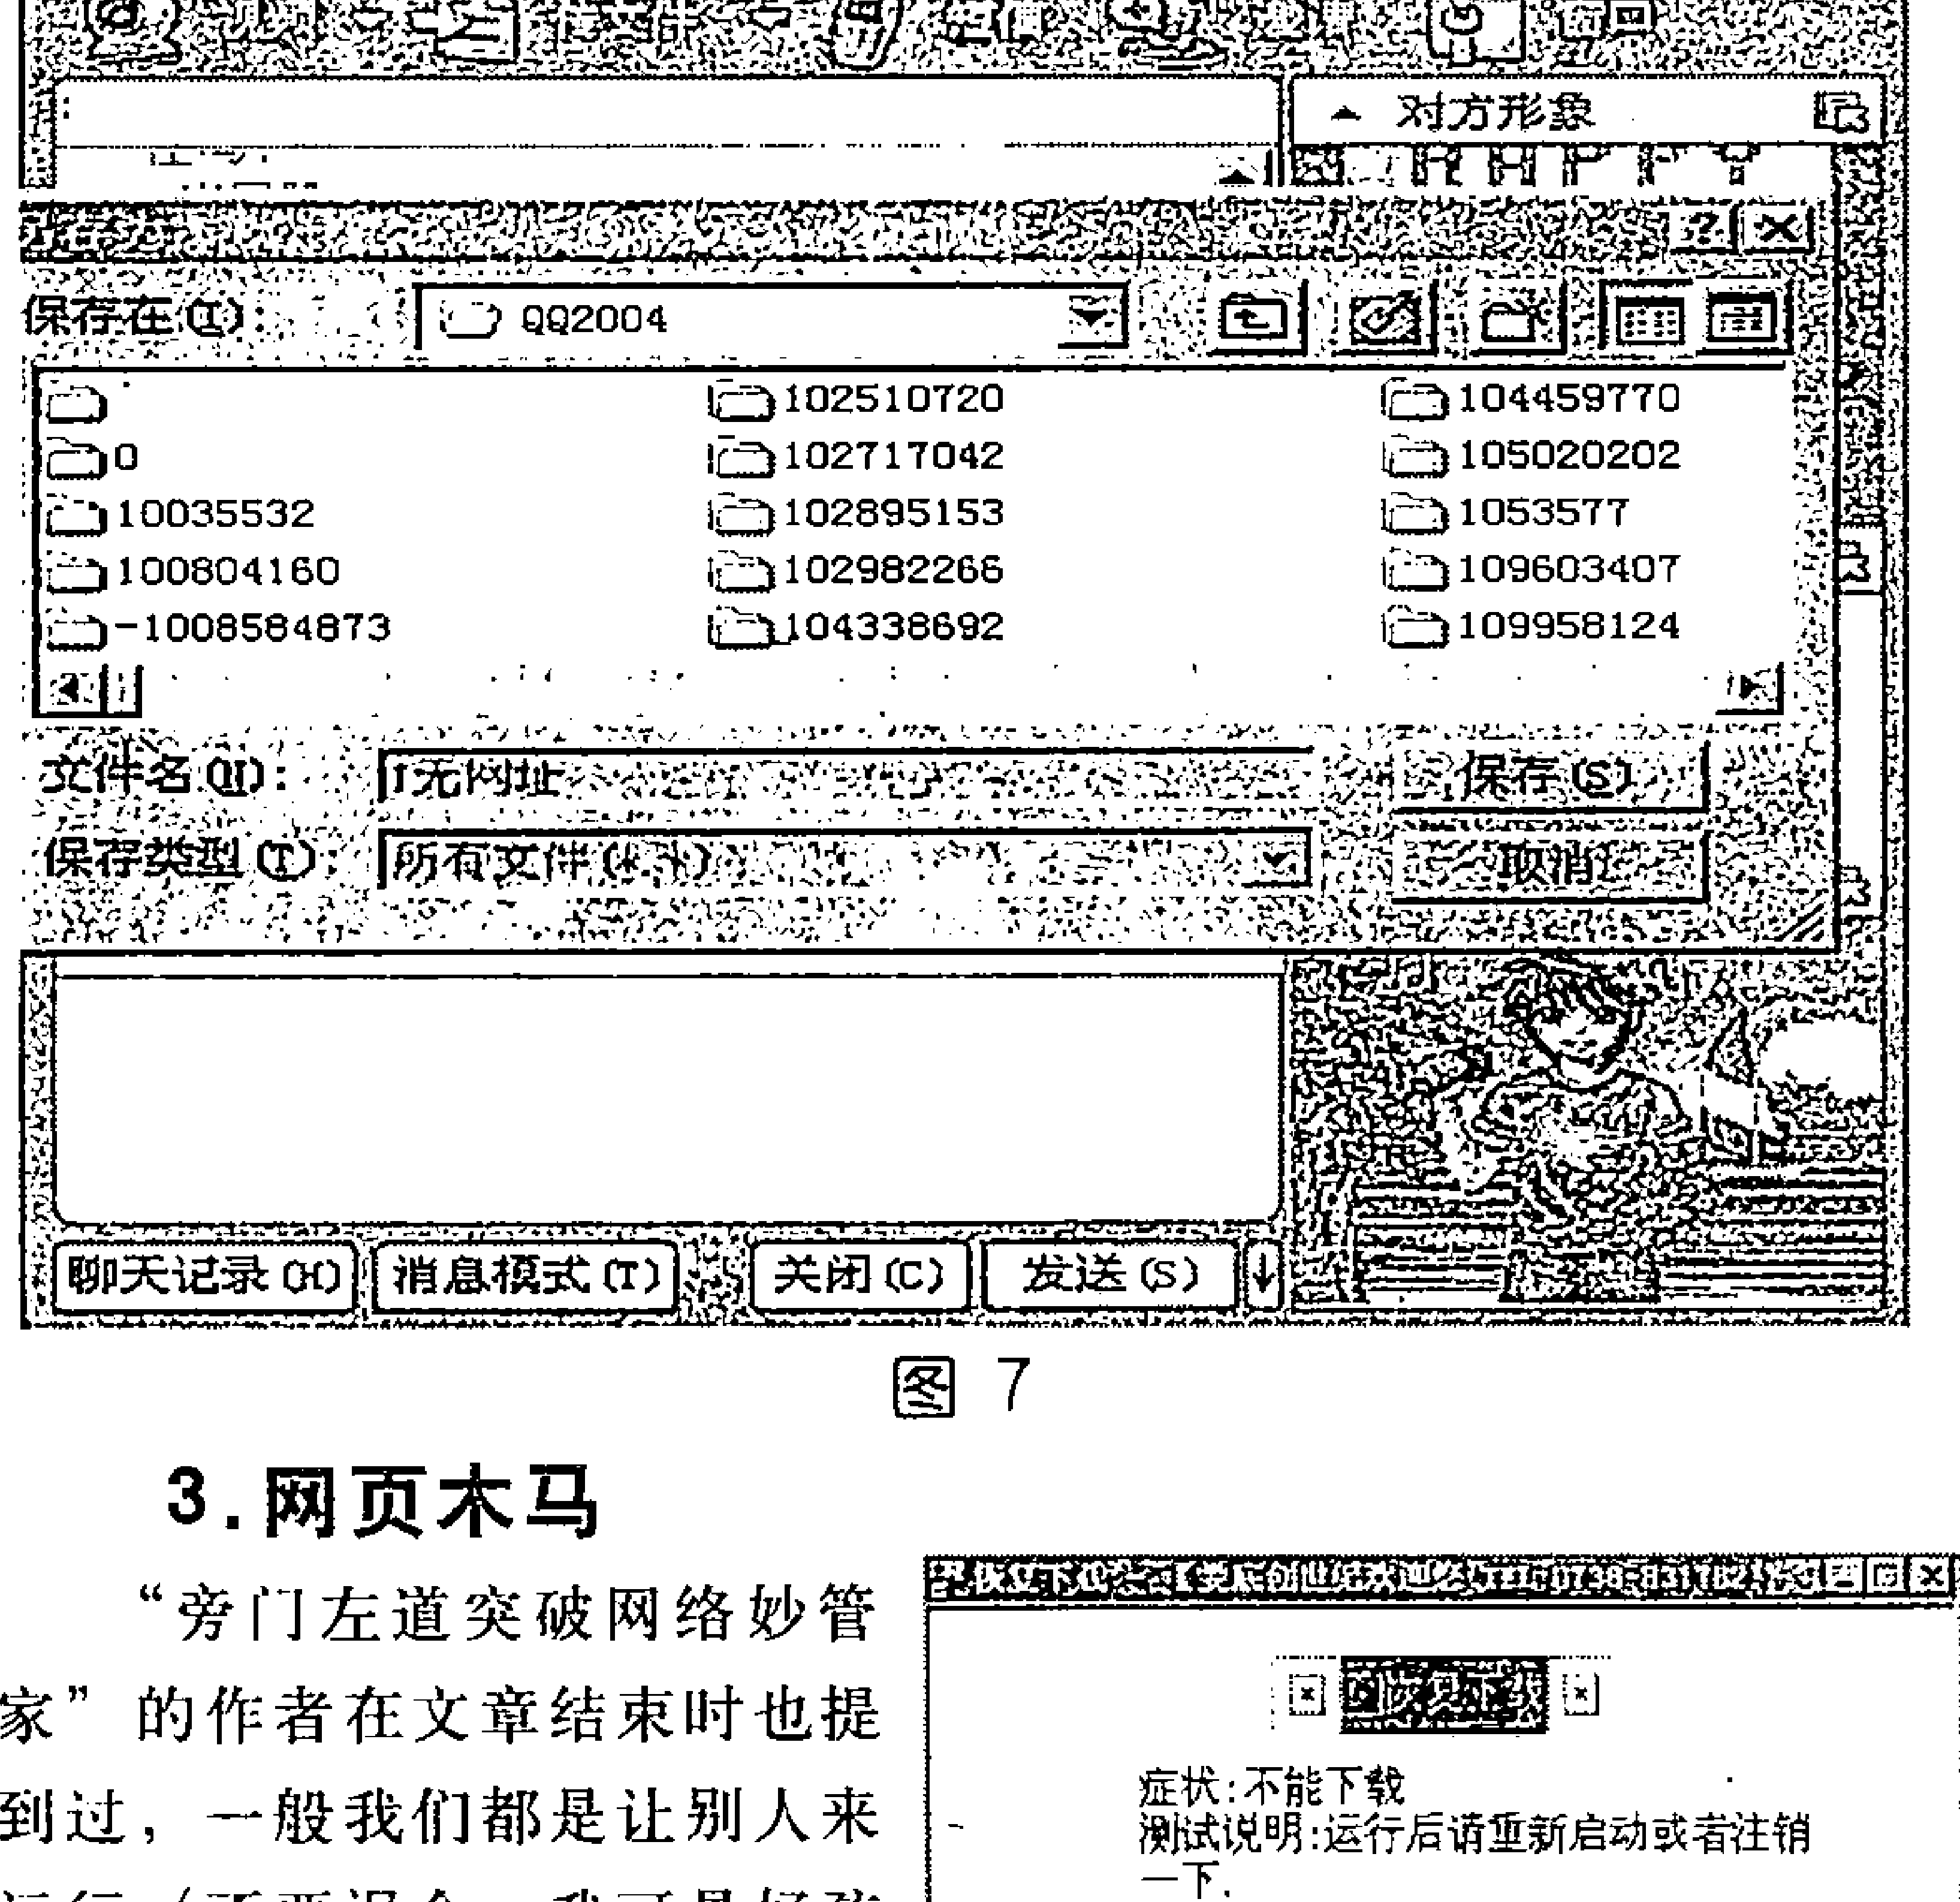 对方形象
保存在(I): QQ2004
102510720 104459770
0 102717042 105020202
10035532 102895153 1053577
100804160 102982266 109603407
-1008584873 104338692 109958124
文件名(N): 无网址 保存(S)
保存类型(T): 所有文件(*.*) 取消
聊天记录(H) 消息模式(T) 关闭(C) 发送(S)
图 7
3.网页木马
“旁门左道突破网络妙管
家”的作者在文章结束时也提
到过，一般我们都是让别人来
症状:不能下载
测试说明:运行后请重新启动或者注销
一下.